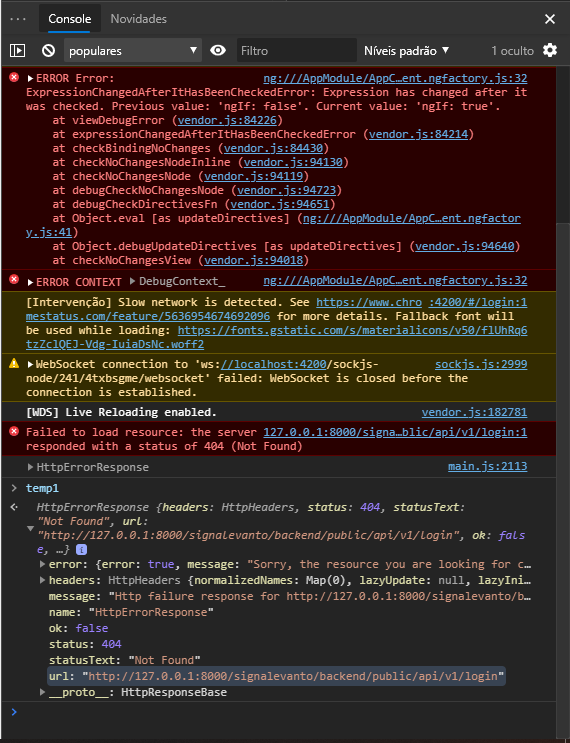 Console Novidades
populares Filtro Níveis padrão 1 oculto
ERROR Error: ng:///AppModule/AppC…ent.ngfactory.js:32
ExpressionChangedAfterItHasBeenCheckedError: Expression has changed after it
was checked. Previous value: 'ngIf: false'. Current value: 'ngIf: true'.
at viewDebugError (vendor.js:84226)
at expressionChangedAfterItHasBeenCheckedError (vendor.js:84214)
at checkBindingNoChanges (vendor.js:84430)
at checkNoChangesNodeInline (vendor.js:94130)
at checkNoChangesNode (vendor.js:94119)
at debugCheckNoChangesNode (vendor.js:94723)
at debugCheckDirectivesFn (vendor.js:94651)
at Object.eval [as updateDirectives] (ng:///AppModule/AppC…ent.ngfactor
y.js:41)
at Object.debugUpdateDirectives [as updateDirectives] (vendor.js:94640)
at checkNoChangesView (vendor.js:94018)
ERROR CONTEXT DebugContext_ ng:///AppModule/AppC…ent.ngfactory.js:32
[Intervenção] Slow network is detected. See https://www.chro :4200/#/login:1
mestatus.com/feature/5636954674692096 for more details. Fallback font will
be used while loading: https://fonts.gstatic.com/s/materialicons/v50/flUhRq6
tzZclQEJ-Vdg-IuiaDsNc.woff2
WebSocket connection to 'ws://localhost:4200/sockjs- sockjs.js:2999
node/241/4txbsgme/websocket' failed: WebSocket is closed before the
connection is established.
[WDS] Live Reloading enabled. vendor.js:182781
Failed to load resource: the server 127.0.0.1:8000/signa…blic/api/v1/login:1
responded with a status of 404 (Not Found)
HttpErrorResponse main.js:2113
temp1
HttpErrorResponse {headers: HttpHeaders, status: 404, statusText:
"Not Found", url:
"http://127.0.0.1:8000/signalevanto/backend/public/api/v1/login", ok: fals
e, …} i
error: {error: true, message: "Sorry, the resource you are looking for c…
headers: HttpHeaders {normalizedNames: Map(0), lazyUpdate: null, lazyIni…
message: "Http failure response for http://127.0.0.1:8000/signalevanto/b…
name: "HttpErrorResponse"
ok: false
status: 404
statusText: "Not Found"
url: "http://127.0.0.1:8000/signalevanto/backend/public/api/v1/login"
__proto__: HttpResponseBase